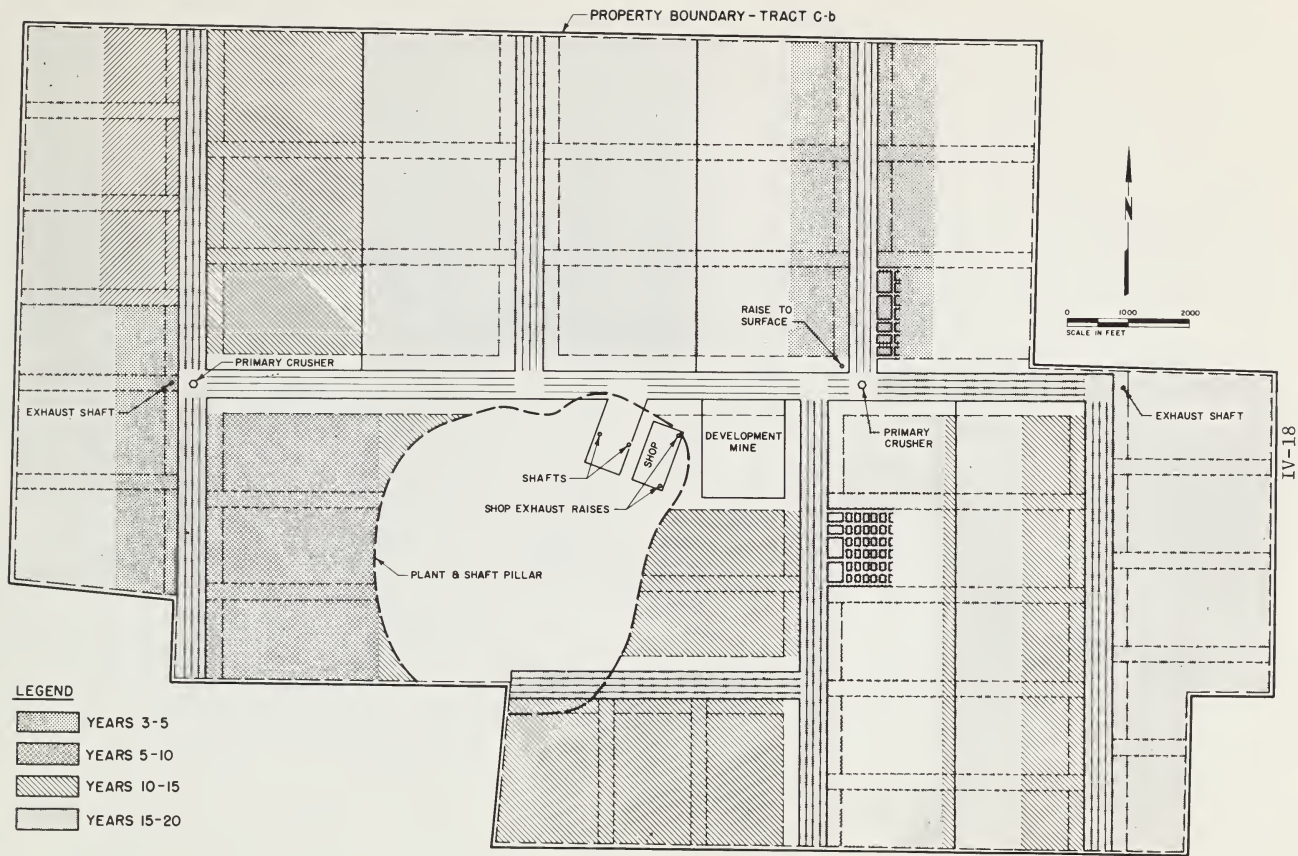 PROPERTY BOUNDARY - TRACT C-b
N
0 1000 2000
SCALE IN FEET
RAISE TO
SURFACE
PRIMARY CRUSHER
EXHAUST SHAFT
EXHAUST SHAFT
PRIMARY
CRUSHER
DEVELOPMENT
MINE
SHOP
SHAFTS
SHOP EXHAUST RAISES
PLANT & SHAFT PILLAR
IV-18
LEGEND
YEARS 3-5
YEARS 5-10
YEARS 10-15
YEARS 15-20